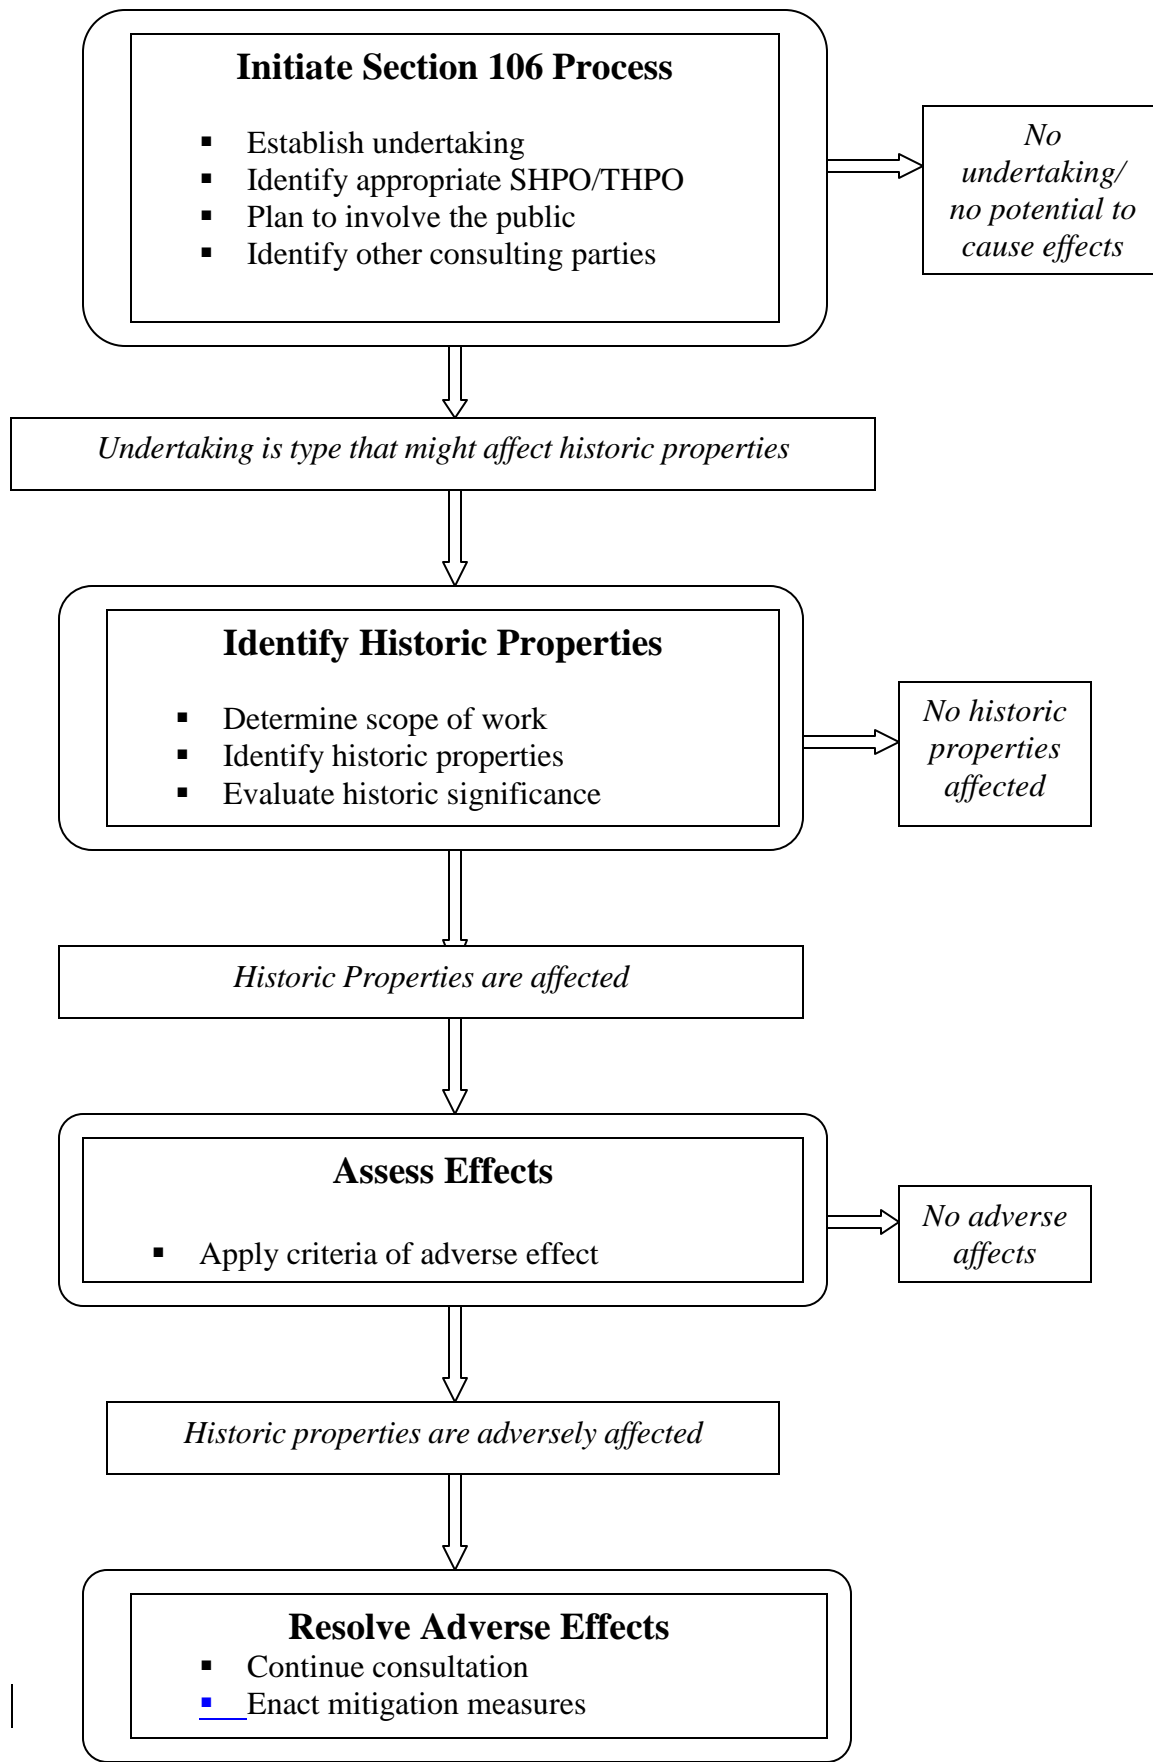 Initiate Section 106 Process
▪ Establish undertaking
▪ Identify appropriate SHPO/THPO
▪ Plan to involve the public
▪ Identify other consulting parties
No
undertaking/
no potential to
cause effects
Undertaking is type that might affect historic properties
Identify Historic Properties
▪ Determine scope of work
▪ Identify historic properties
▪ Evaluate historic significance
No historic
properties
affected
Historic Properties are affected
Assess Effects
▪ Apply criteria of adverse effect
No adverse
affects
Historic properties are adversely affected
Resolve Adverse Effects
▪ Continue consultation
▪ Enact mitigation measures